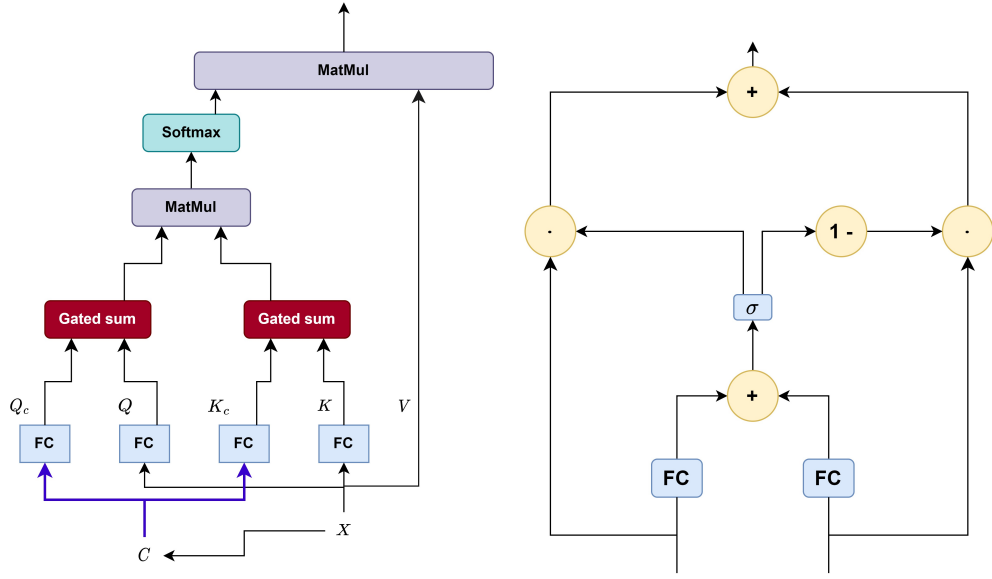 MatMul
Softmax
MatMul
Gated sum
Gated sum
Q_c
Q
K_c
K
V
FC
FC
FC
FC
X
C
+
·
1 -
·
σ
+
FC
FC